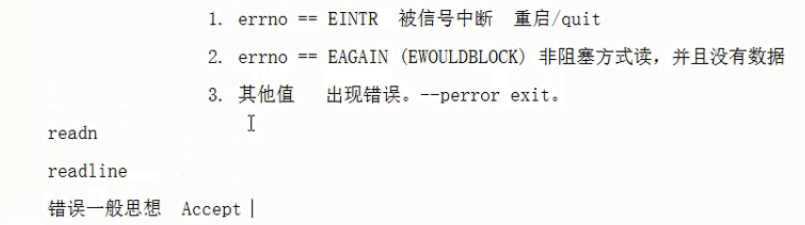 1. errno == EINTR 被信号中断 重启/quit
2. errno == EAGAIN (EWOULDBLOCK) 非阻塞方式读，并且没有数据
3. 其他值 出现错误。--perror exit。
readn
readline
错误一般思想 Accept